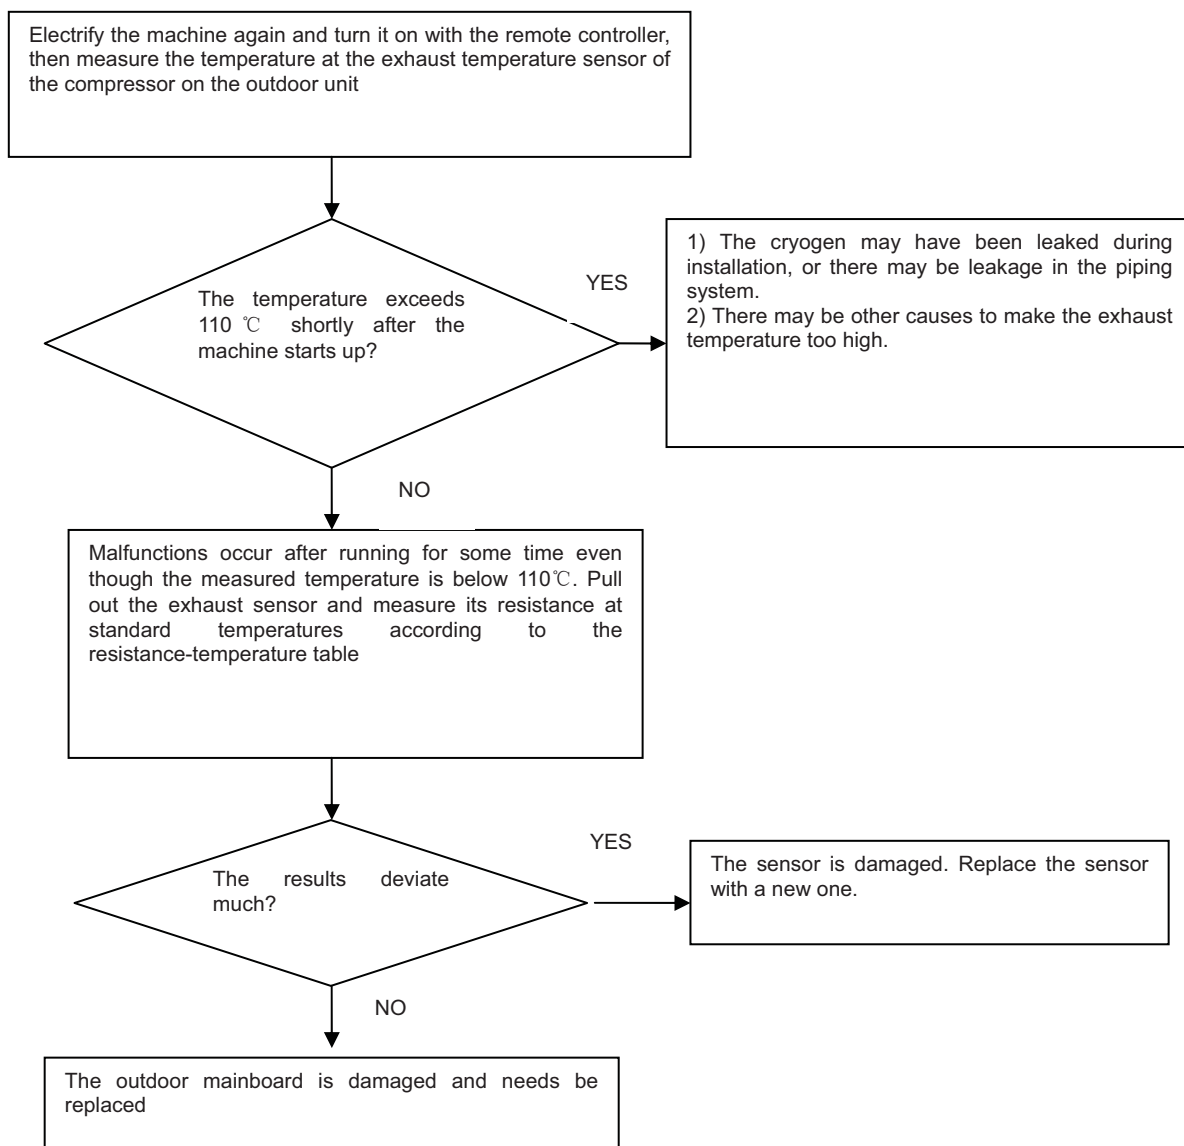 Electrify the machine again and turn it on with the remote controller,
then measure the temperature at the exhaust temperature sensor of
the compressor on the outdoor unit
The temperature exceeds
110 ℃ shortly after the
machine starts up?
YES
1) The cryogen may have been leaked during
installation, or there may be leakage in the piping
system.
2) There may be other causes to make the exhaust
temperature too high.
NO
Malfunctions occur after running for some time even
though the measured temperature is below 110℃. Pull
out the exhaust sensor and measure its resistance at
standard temperatures according to the
resistance-temperature table
The results deviate
much?
YES
The sensor is damaged. Replace the sensor
with a new one.
NO
The outdoor mainboard is damaged and needs be
replaced